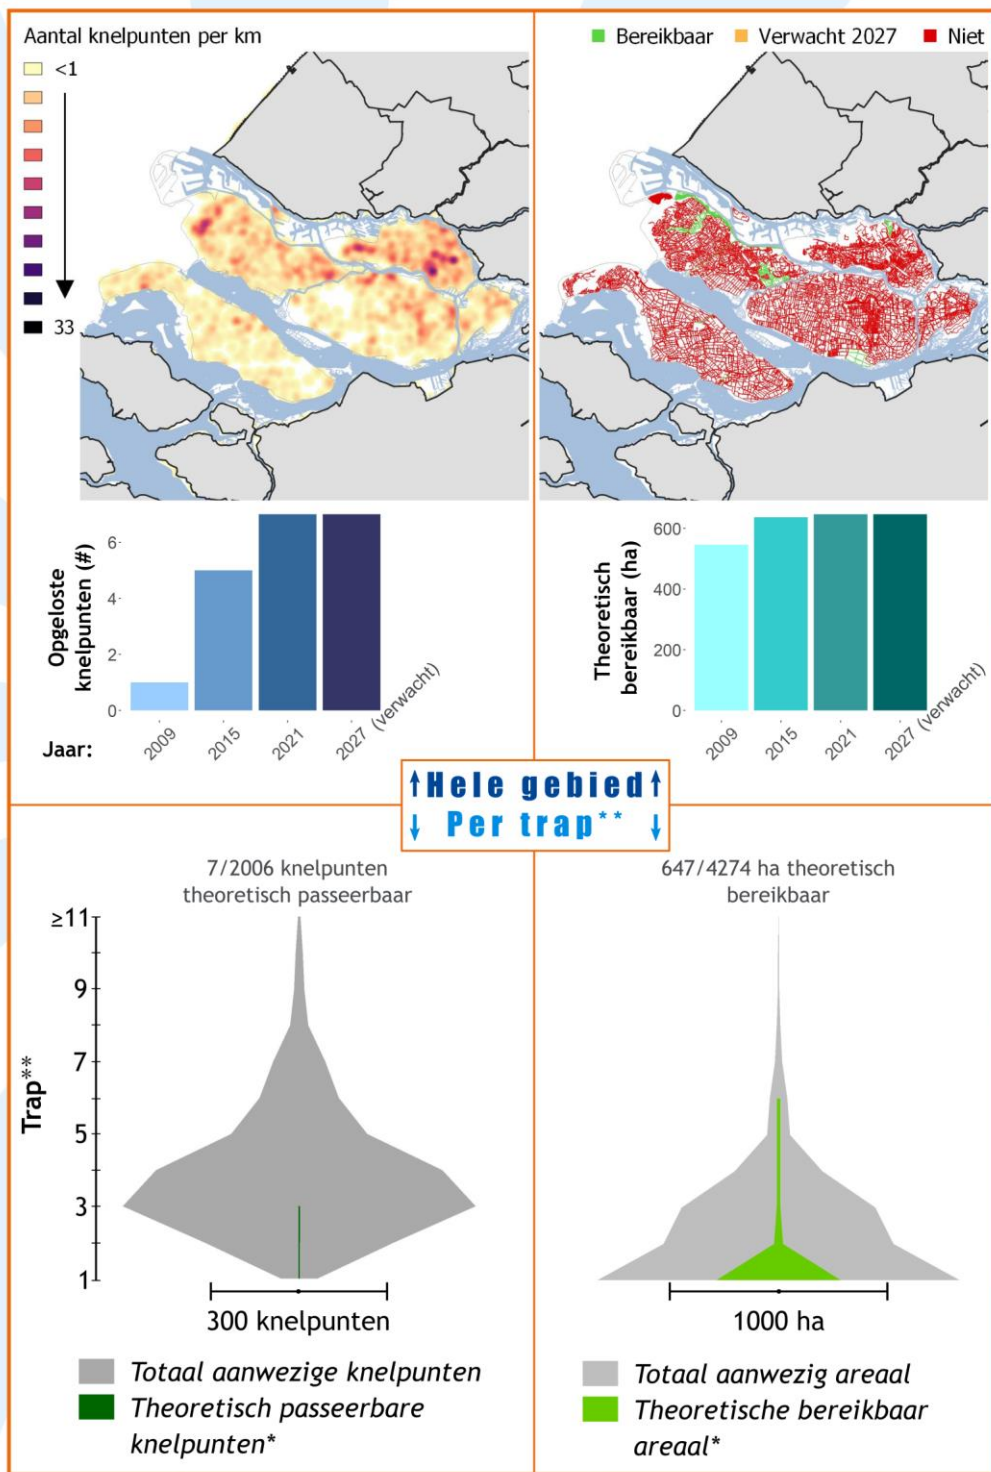 Aantal knelpunten per km
<1
33
Bereikbaar Verwacht 2027 Niet
Opgeloste
knelpunten (#)
6
4
2
0
Jaar:
2009
2015
2021
2027 (verwacht)
Theoretisch
bereikbaar (ha)
600
400
200
0
2009
2015
2021
2027 (verwacht)
↑Hele gebied↑
↓ Per trap** ↓
7/2006 knelpunten
theoretisch passeerbaar
Trap**
≥11
9
7
5
3
1
300 knelpunten
Totaal aanwezige knelpunten
Theoretisch passeerbare
knelpunten*
647/4274 ha theoretisch
bereikbaar
1000 ha
Totaal aanwezig areaal
Theoretische bereikbaar
areaal*